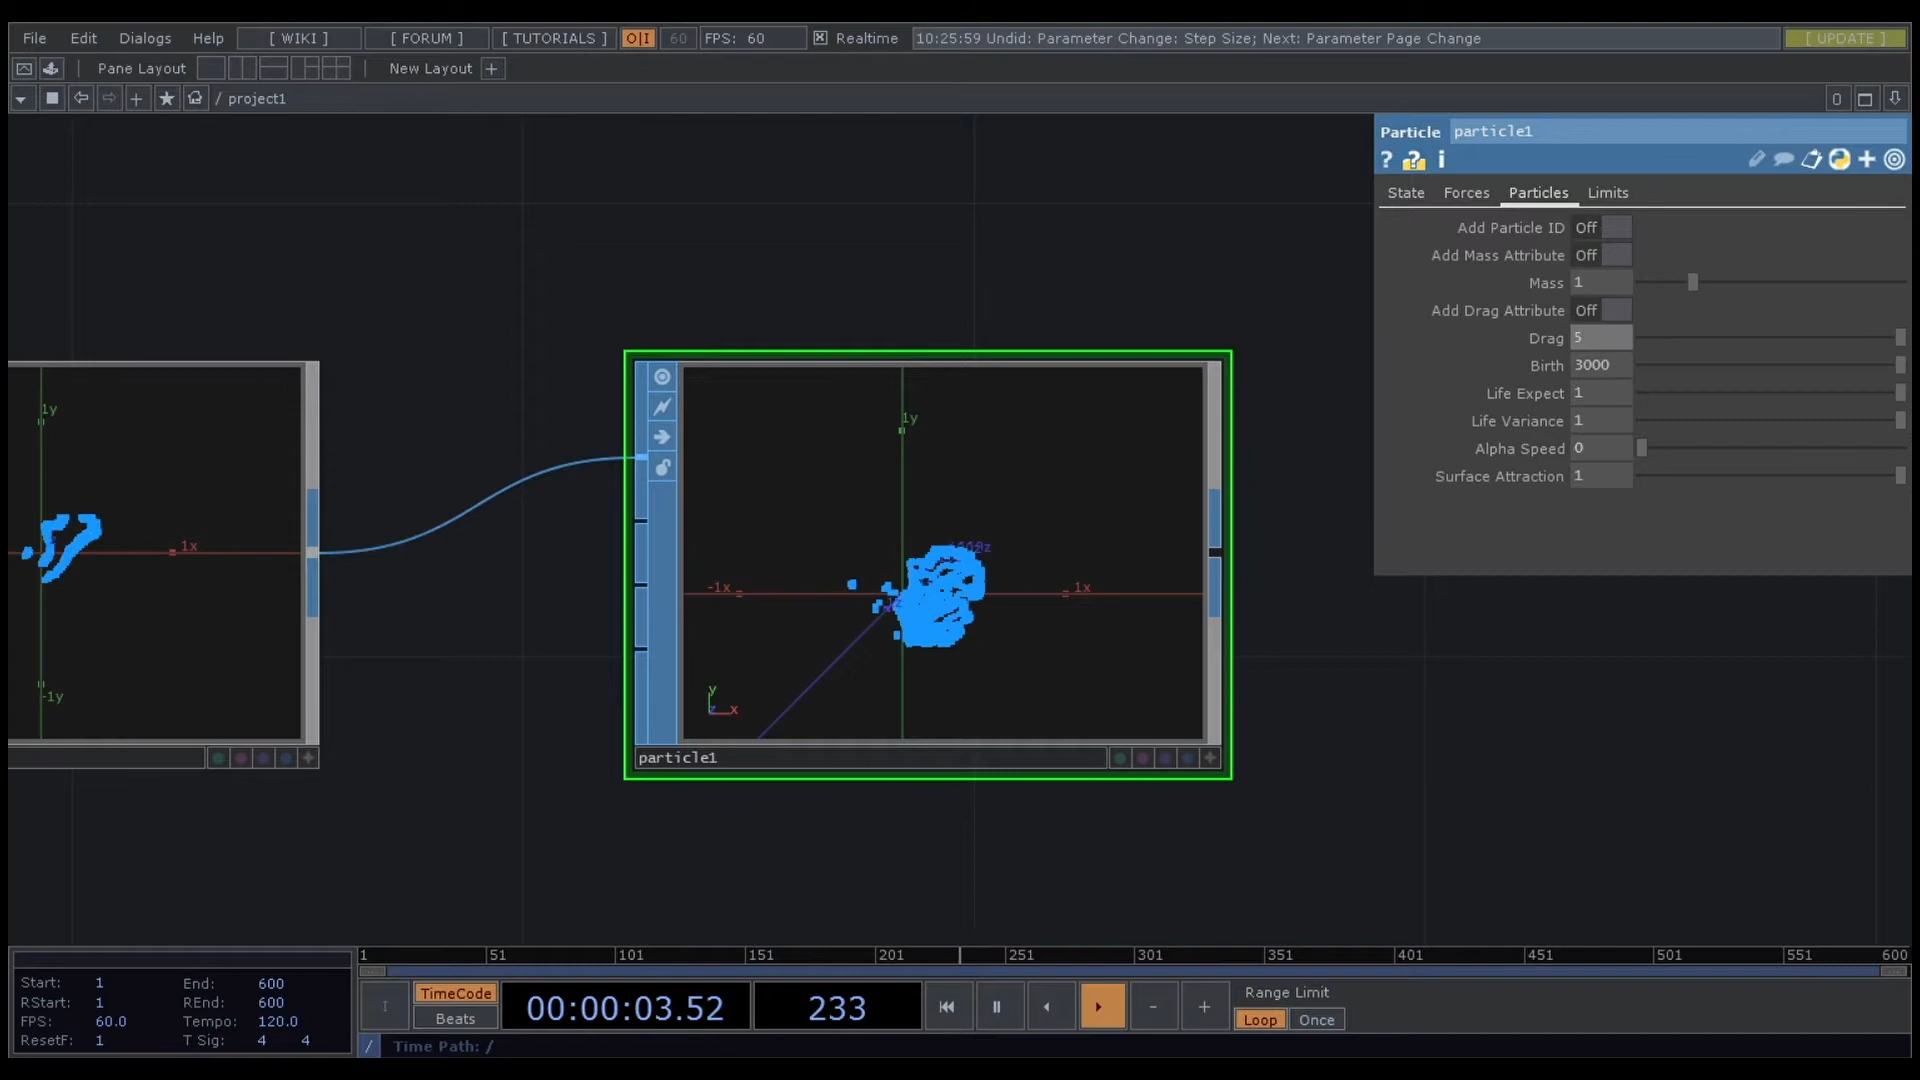 File Edit Dialogs Help [ WIKI ] [ FORUM ] [ TUTORIALS ] O|I 60 FPS: 60 Realtime 10:25:59 Undid: Parameter Change: Step Size; Next: Parameter Page Change [ UPDATE ]
Pane Layout New Layout +
/ project1 0
Particle particle1
? ? i
State Forces Particles Limits
Add Particle ID Off
Add Mass Attribute Off
Mass 1
Add Drag Attribute Off
Drag 5
Birth 3000
Life Expect 1
Life Variance 1
Alpha Speed 0
Surface Attraction 1
1y
1x
-1y
1y
-1x
1x
y
z x
particle1
1 51 101 151 201 251 301 351 401 451 501 551 600
Start: 1 End: 600
RStart: 1 REnd: 600
FPS: 60.0 Tempo: 120.0
ResetF: 1 T Sig: 4 4
TimeCode
Beats
00:00:03.52
233
- +
Range Limit
Loop Once
/ Time Path: /